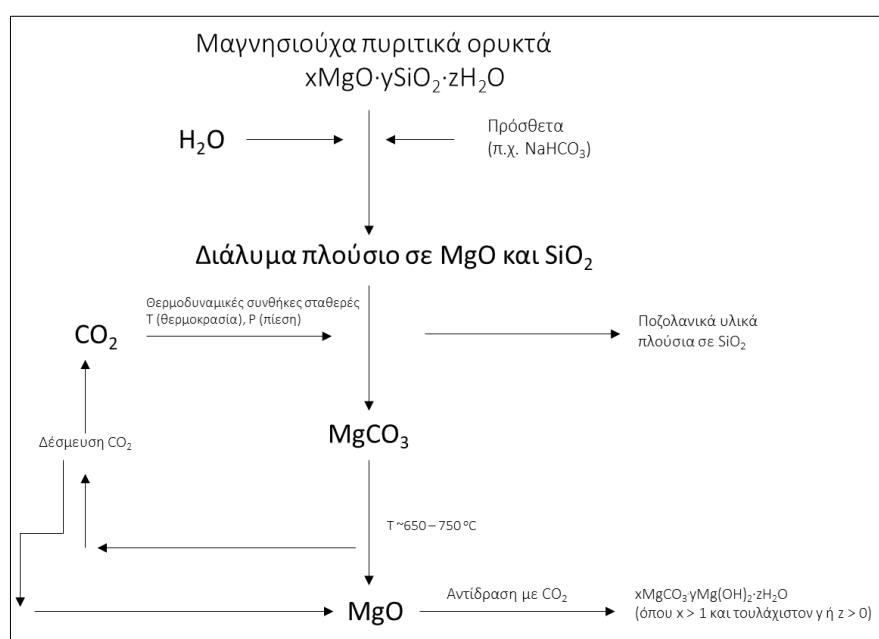 Μαγνησιούχα πυριτικά ορυκτά
xMgO·ySiO₂·zH₂O
H₂O
Πρόσθετα
(π.χ. NaHCO₃)
Διάλυμα πλούσιο σε MgO και SiO₂
Θερμοδυναμικές συνθήκες σταθερές
T (θερμοκρασία), P (πίεση)
CO₂
Ποζολανικά υλικά
πλούσια σε SiO₂
MgCO₃
Δέσμευση CO₂
T ~650 – 750 °C
MgO
Αντίδραση με CO₂
xMgCO₃·yMg(OH)₂·zH₂O
(όπου x > 1 και τουλάχιστον y ή z > 0)